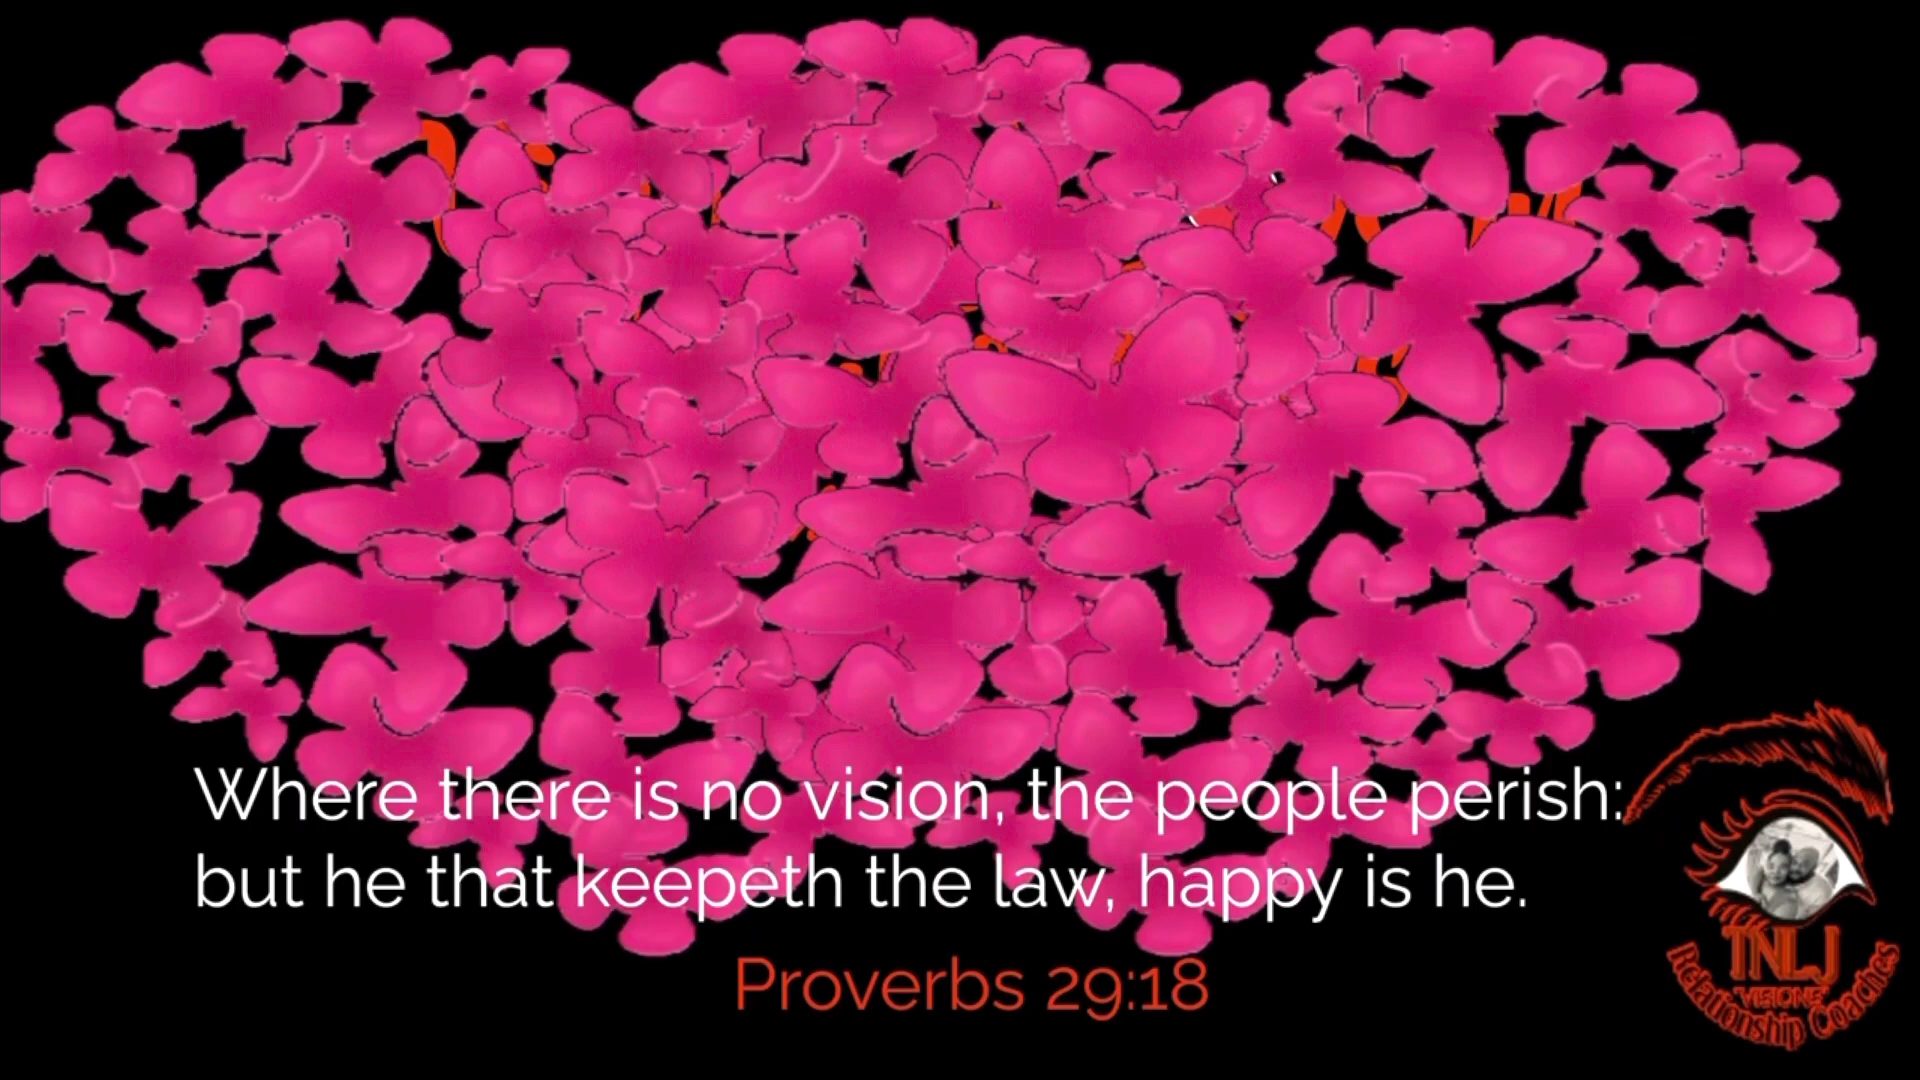 Where there is no vision, the people perish:
but he that keepeth the law, happy is he.
Proverbs 29:18
TNLJ
"VISIONS"
Relationship Coaches